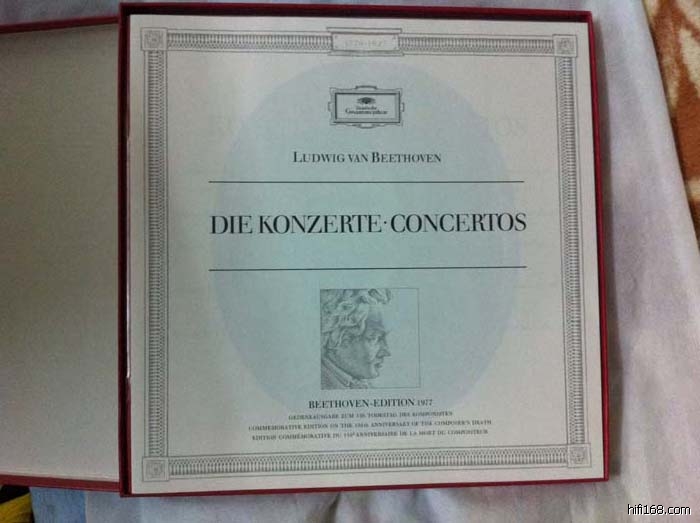 1770-1827
Deutsche
Grammophon
LUDWIG VAN BEETHOVEN
DIE KONZERTE · CONCERTOS
BEETHOVEN-EDITION 1977
GEDENKAUSGABE ZUM 150. TODESTAG DES KOMPONISTEN
COMMEMORATIVE EDITION ON THE 150th ANNIVERSARY OF THE COMPOSER'S DEATH
EDITION COMMÉMORATIVE DU 150e ANNIVERSAIRE DE LA MORT DU COMPOSITEUR
hifi168.com